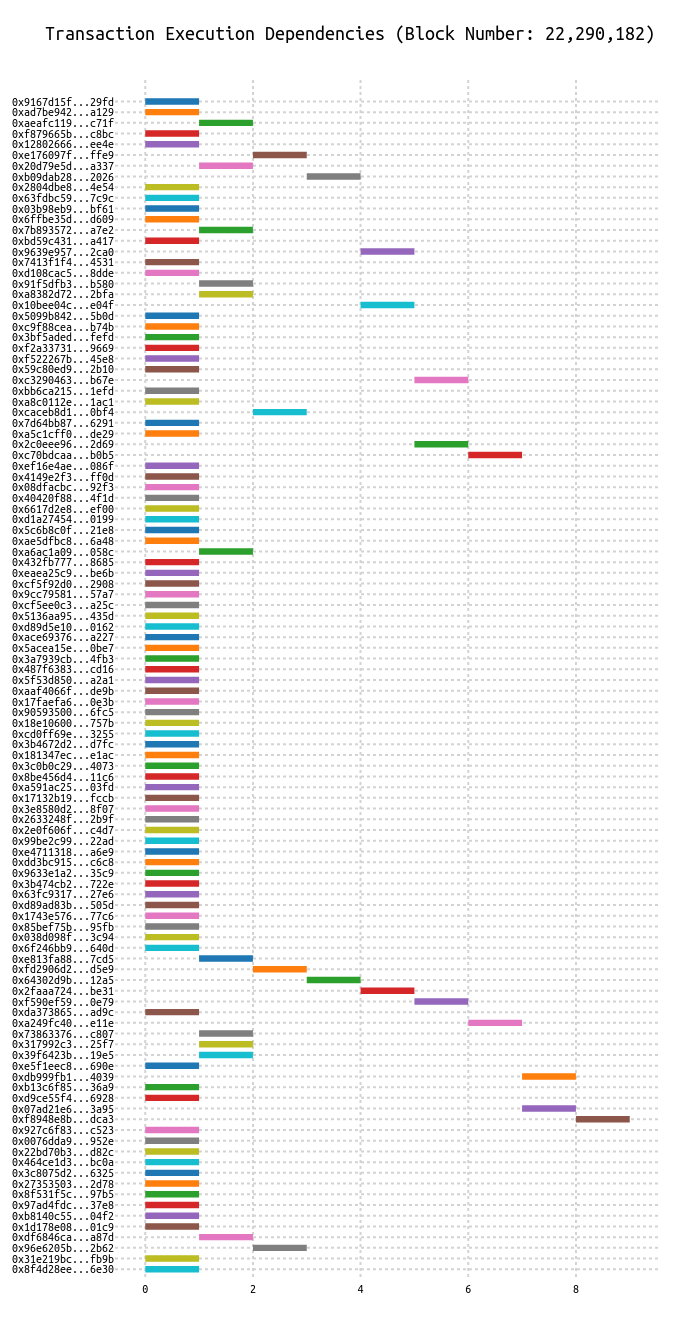 Transaction Execution Dependencies (Block Number: 22,290,182)
0x9167d15f...29fd
0xad7be942...a129
0xaeafc119...c71f
0xf879665b...c8bc
0x12802666...ee4e
0xe176097f...ffe9
0x20d79e5d...a337
0xb09dab28...2026
0x2804dbe8...4e54
0x63fdbc59...7c9c
0x03b98eb9...bf61
0x6ffbe35d...d609
0x7b893572...a7e2
0xbd59c431...a417
0x9639e957...2ca0
0x7413f1f4...4531
0xd108cac5...8dde
0x91f5dfb3...b580
0xa8382d72...2bfa
0x10bee04c...e04f
0x5099b842...5b0d
0xc9f88cea...b74b
0x3bf5aded...fefd
0xf2a33731...9669
0xf522267b...45e8
0x59c80ed9...2b10
0xc3290463...b67e
0xbb6ca215...1efd
0xa8c0112e...1ac1
0xcaceb8d1...0bf4
0x7d64bb87...6291
0xa5c1cff0...de29
0x2c0eee96...2d69
0xc70bdcaa...b0b5
0xef16e4ae...086f
0x4149e2f3...ff0d
0x08dfacbc...92f3
0x40420f88...4f1d
0x6617d2e8...ef00
0xd1a27454...0199
0x5c6b8c0f...21e8
0xae5dfbc8...6a48
0xa6ac1a09...058c
0x432fb777...8685
0xeaea25c9...be6b
0xcf5f92d0...2908
0x9cc79581...57a7
0xcf5ee0c3...a25c
0x5136aa95...435d
0xd89d5e10...0162
0xace69376...a227
0x5acea15e...0be7
0x3a7939cb...4fb3
0x487f6383...cd16
0x5f53d850...a2a1
0xaaf4066f...de9b
0x17faefa6...0e3b
0x90593500...6fc5
0x18e10600...757b
0xcd0ff69e...3255
0x3b4672d2...d7fc
0x181347ec...e1ac
0x3c0b0c29...4073
0x8be456d4...11c6
0xa591ac25...03fd
0x17132b19...fccb
0x3e8580d2...8f07
0x2633248f...2b9f
0x2e0f606f...c4d7
0x99be2c99...22ad
0xe4711318...a6e9
0xdd3bc915...c6c8
0x9633e1a2...35c9
0x3b474cb2...722e
0x63fc9317...27e6
0xd89ad83b...505d
0x1743e576...77c6
0x85bef75b...95fb
0x038d098f...3c94
0x6f246bb9...640d
0xe813fa88...7cd5
0xfd2906d2...d5e9
0x64302d9b...12a5
0x2faaa724...be31
0xf590ef59...0e79
0xda373865...ad9c
0xa249fc40...e11e
0x73863376...c807
0x317992c3...25f7
0x39f6423b...19e5
0xe5f1eec8...690e
0xdb999fb1...4039
0xb13c6f85...36a9
0xd9ce55f4...6928
0x07ad21e6...3a95
0xf8948e8b...dca3
0x927c6f83...c523
0x0076dda9...952e
0x22bd70b3...d82c
0x464ce1d3...bc0a
0x3c8075d2...6325
0x27353503...2d78
0x8f531f5c...97b5
0x97ad4fdc...37e8
0xb8140c55...04f2
0x1d178e08...01c9
0xdf6846ca...a87d
0x96e6205b...2b62
0x31e219bc...fb9b
0x8f4d28ee...6e30
0 2 4 6 8